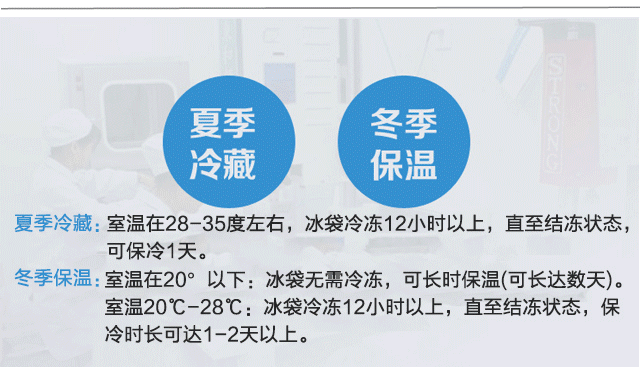 夏季
冷藏
冬季
保温
STRONG
夏季冷藏：室温在28-35度左右，冰袋冷冻12小时以上，直至结冻状态，
可保冷1天。
冬季保温：室温在20° 以下：冰袋无需冷冻，可长时保温(可长达数天)。
室温20℃-28℃：冰袋冷冻12小时以上，直至结冻状态，保
冷时长可达1-2天以上。